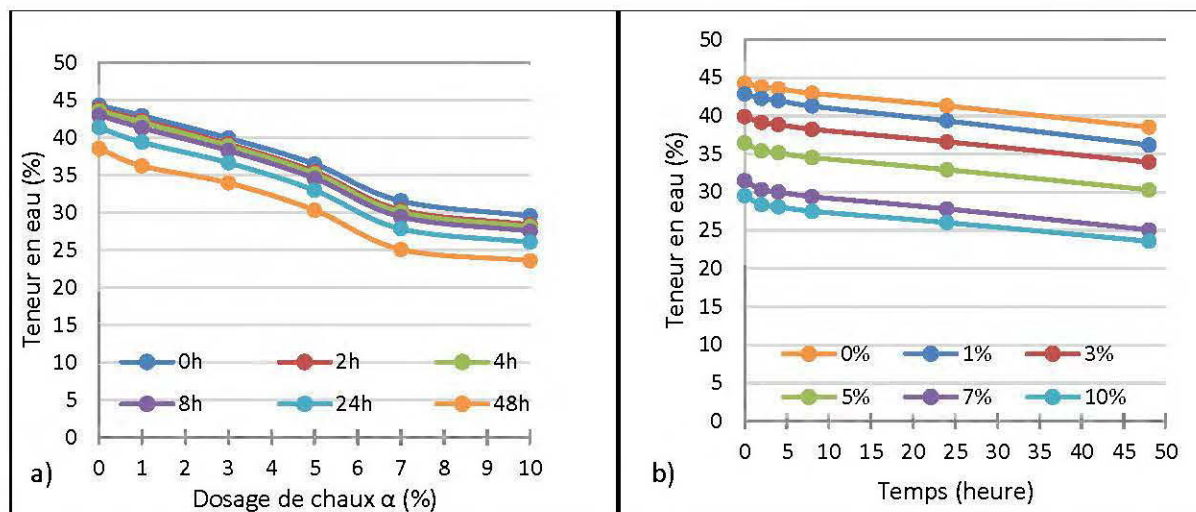 50
45
40
35
30
25
20
15
10
5
0
Teneur en eau (%)
0h 2h 4h
8h 24h 48h
0 1 2 3 4 5 6 7 8 9 10
a)
Dosage de chaux α (%)
50
45
40
35
30
25
20
15
10
5
0
Teneur en eau (%)
0% 1% 3%
5% 7% 10%
0 5 10 15 20 25 30 35 40 45 50
b)
Temps (heure)